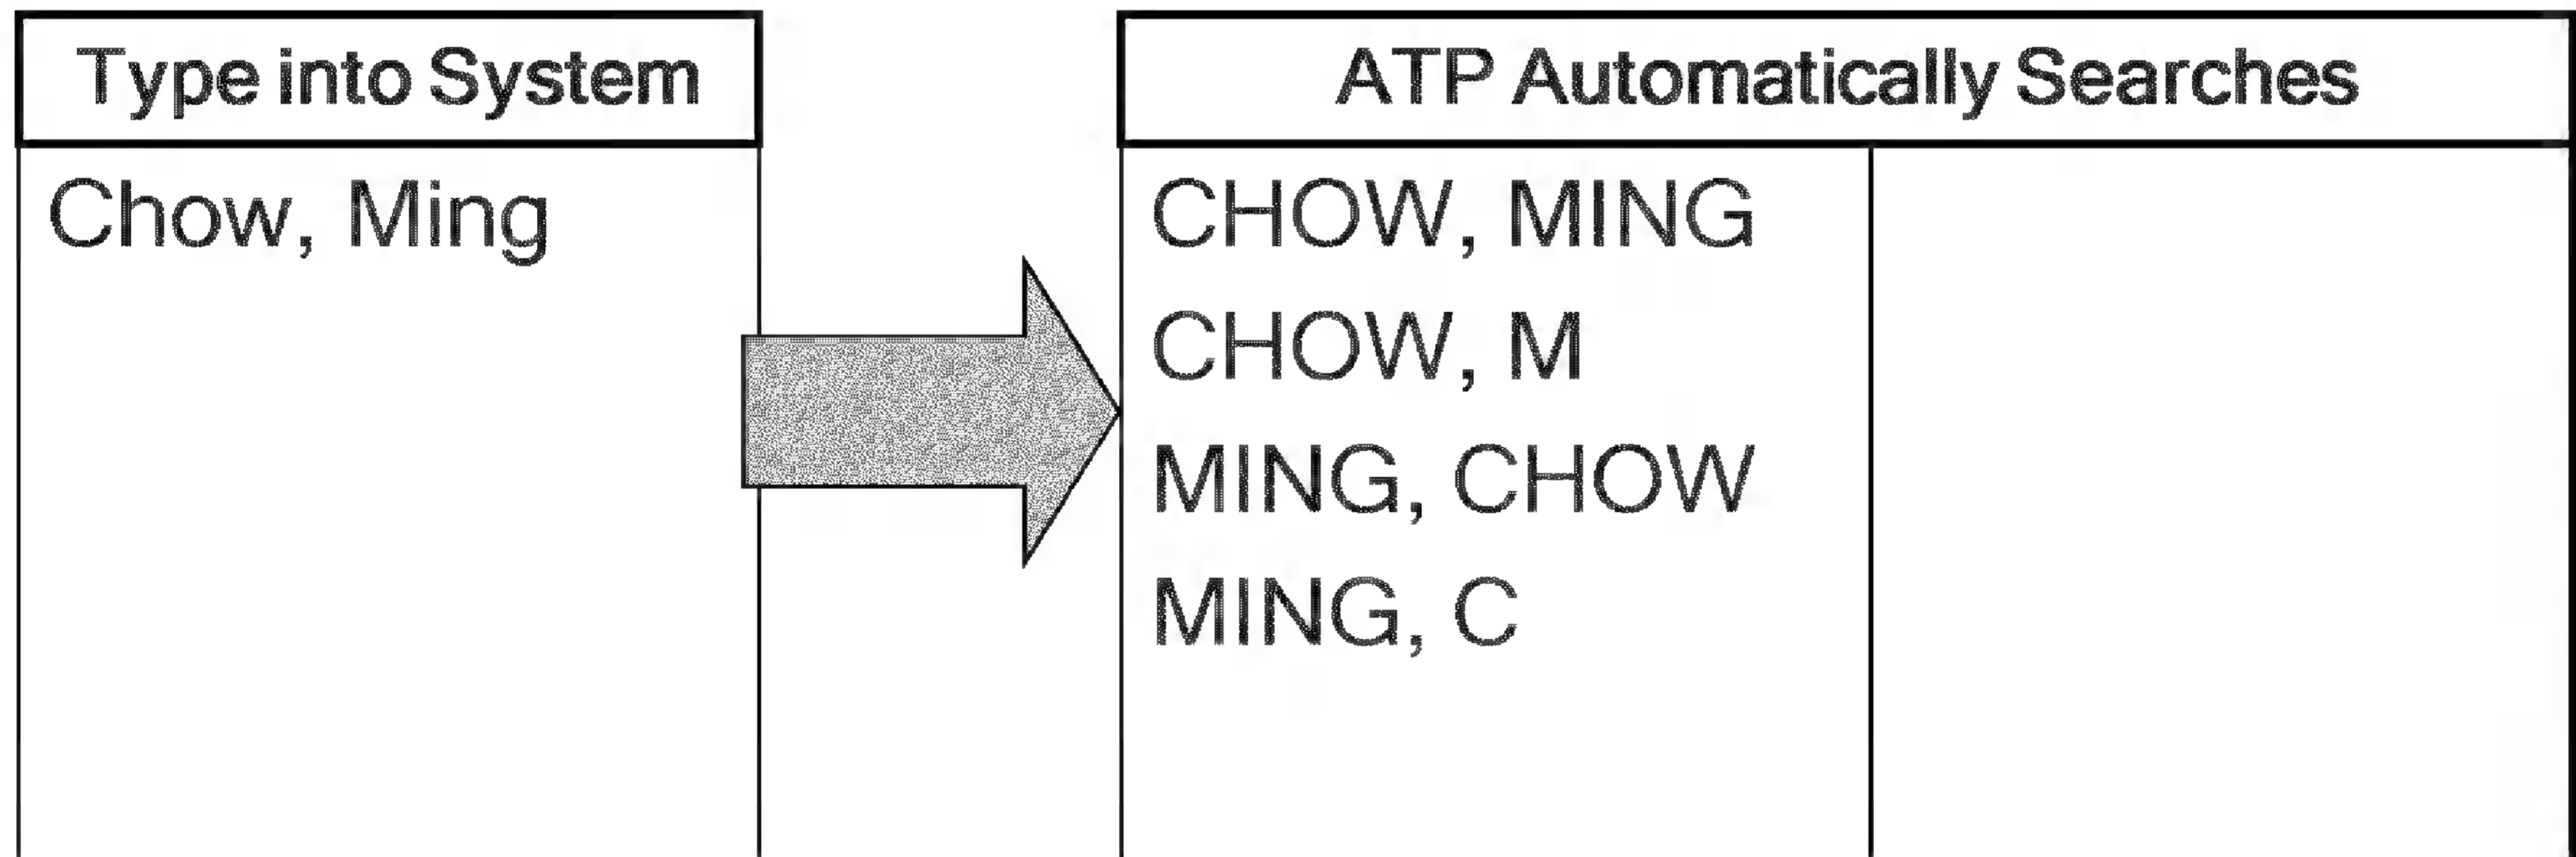 Type into System
ATP Automatically Searches
Chow, Ming
CHOW, MING
CHOW, M
MING, CHOW
MING, C